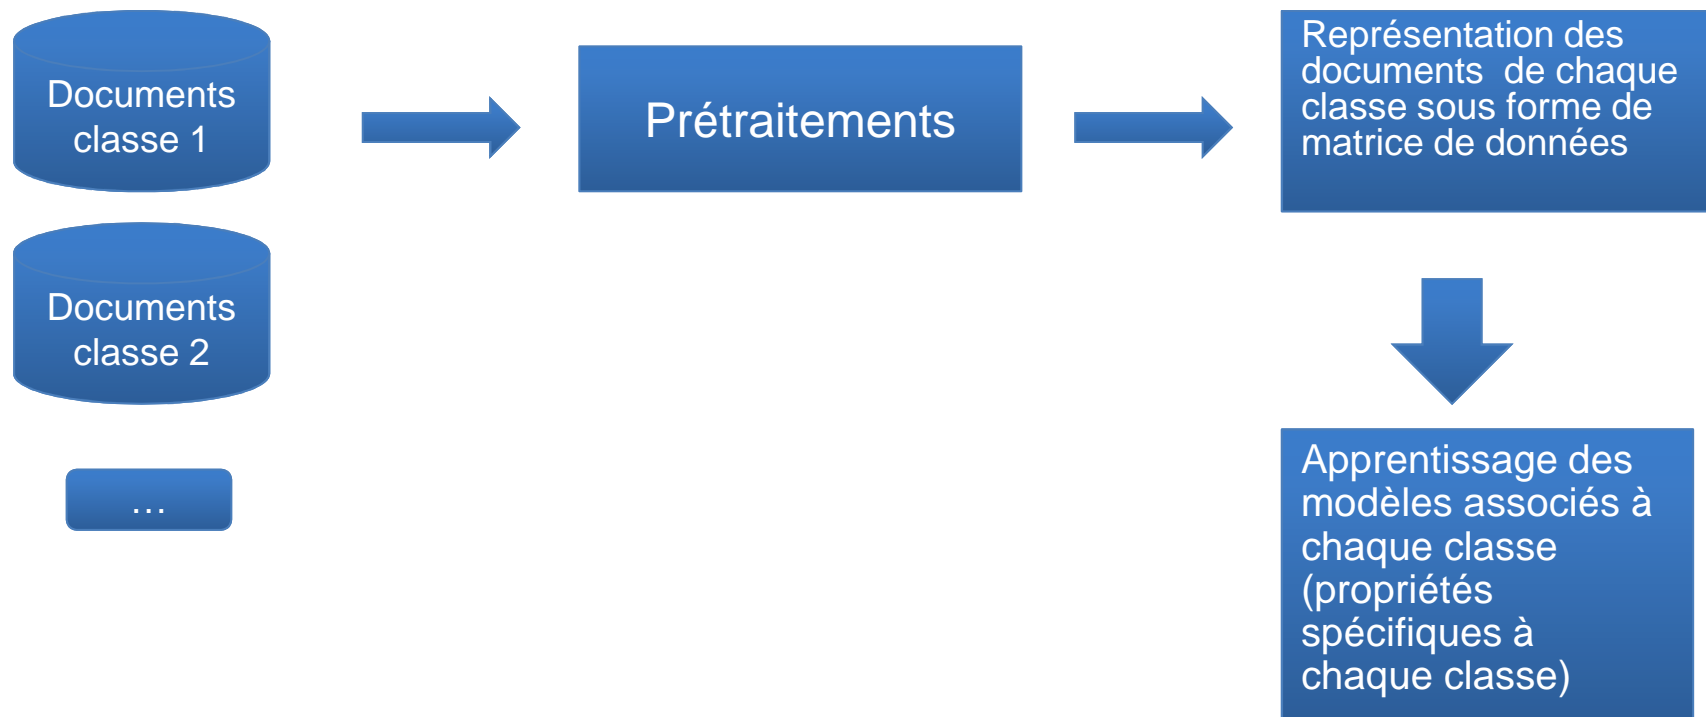 Documents
classe 1
Prétraitements
Représentation des
documents de chaque
classe sous forme de
matrice de données
Documents
classe 2
...
Apprentissage des
modèles associés à
chaque classe
(propriétés
spécifiques à
chaque classe)